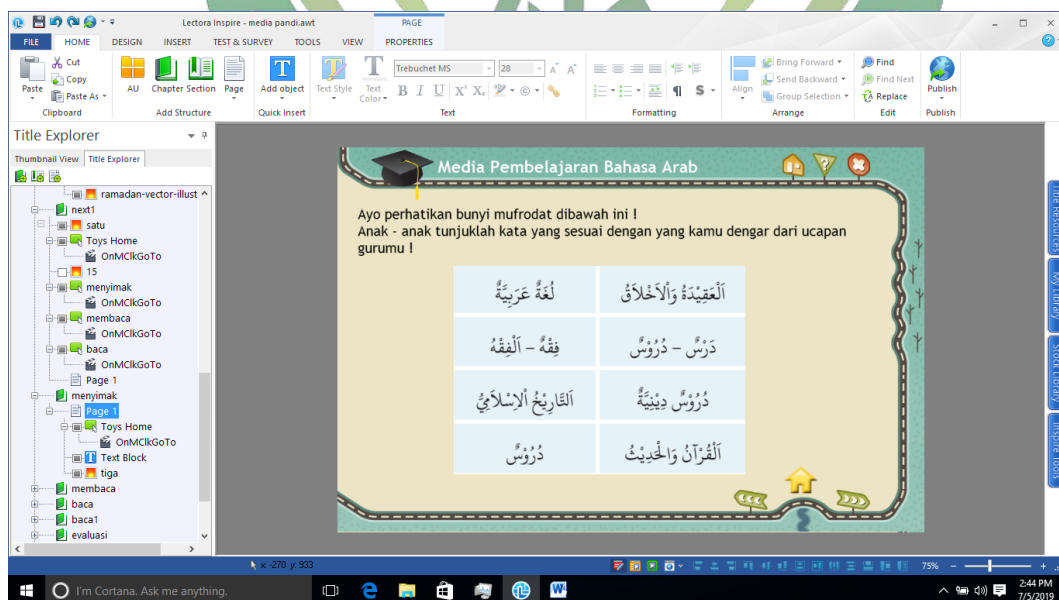 Lectora Inspire - media pandi.awt
PAGE
FILE HOME DESIGN INSERT TEST & SURVEY TOOLS VIEW PROPERTIES
Paste
Cut
Copy
Paste As
Clipboard
AU Chapter Section Page
Add Structure
Add object
Quick Insert
Text Style Text Color
Trebuchet MS 28
B I U
Text
Formatting
Align
Bring Forward
Send Backward
Group Selection
Arrange
Find
Find Next
Replace
Edit
Publish
Publish
Title Explorer
Thumbnail View Title Explorer
ramadan-vector-illust
next1
satu
Toys Home
OnMClkGoTo
15
menyimak
OnMClkGoTo
membaca
OnMClkGoTo
baca
OnMClkGoTo
Page 1
menyimak
Page 1
Toys Home
OnMClkGoTo
Text Block
tiga
membaca
baca
baca1
evaluasi
Media Pembelajaran Bahasa Arab
Ayo perhatikan bunyi mufrodat dibawah ini !
Anak - anak tunjuklah kata yang sesuai dengan yang kamu dengar dari ucapan
gurumu !
اَلْعَقِيْدَةُ وَاْلاَخْلاَقُ
لُغَةٌ عَرَبِيَّةٌ
دَرْسٌ – دُرُوْسٌ
فِقْهٌ – اَلْفِقْهُ
دُرُوْسٌ دِيْنِيَّةٌ
اَلتَّارِيْخُ اْلاِسْلاَمِيُّ
اَلْقُرْآنُ وَالْحَدِيْثُ
دُرُوْسٌ
Title Resources
My Library
Stock Library
Inspire Tools
x: -270 y: 933
75%
I'm Cortana. Ask me anything.
2:44 PM
7/5/2019